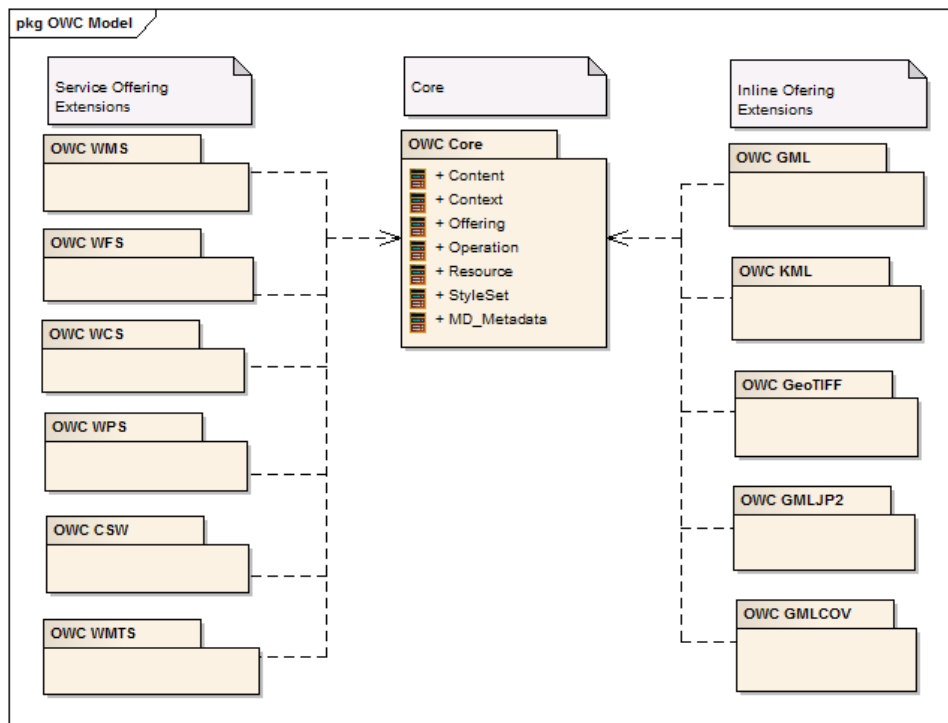 pkg OWC Model
Service Offering
Extensions
OWC WMS
OWC WFS
OWC WCS
OWC WPS
OWC CSW
OWC WMTS
Core
OWC Core
+ Content
+ Context
+ Offering
+ Operation
+ Resource
+ StyleSet
+ MD_Metadata
Inline Ofering
Extensions
OWC GML
OWC KML
OWC GeoTIFF
OWC GMLJP2
OWC GMLCOV